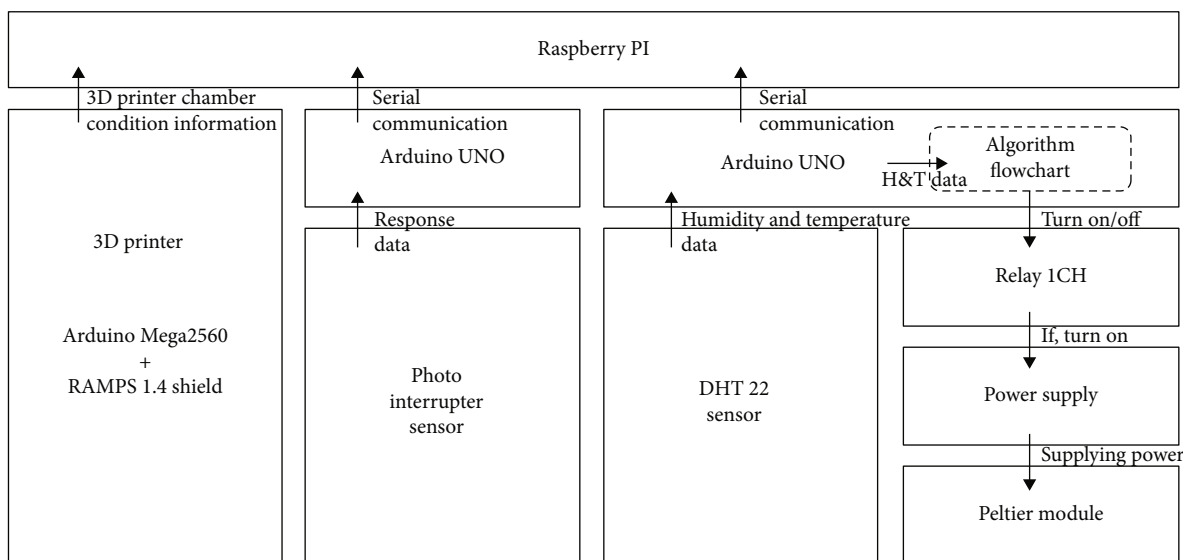 Raspberry PI
3D printer chamber
condition information
3D printer
Arduino Mega2560
+
RAMPS 1.4 shield
Serial
communication
Arduino UNO
Response
data
Photo
interrupter
sensor
Serial
communication
Arduino UNO
H&T data
Algorithm
flowchart
Humidity and temperature
data
DHT 22
sensor
Turn on/off
Relay 1CH
If, turn on
Power supply
Supplying power
Peltier module